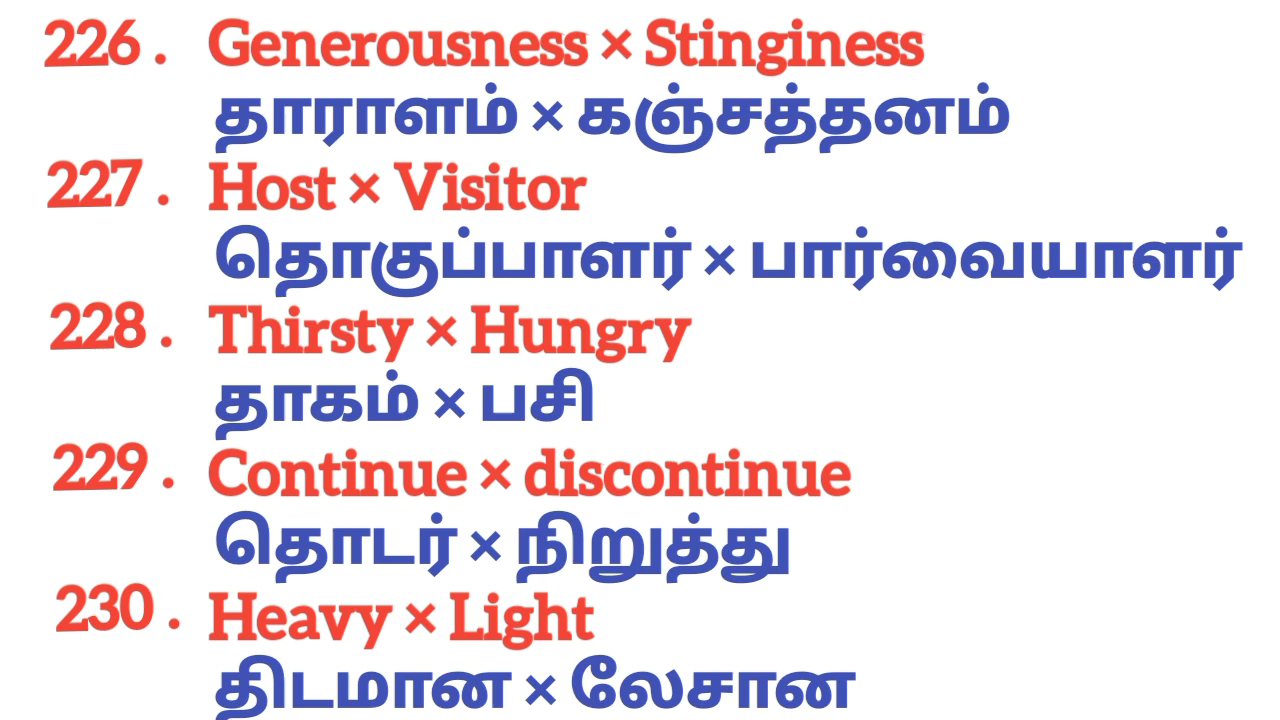 226 . Generousness × Stinginess
தாராளம் × கஞ்சத்தனம்
227 . Host × Visitor
தொகுப்பாளர் × பார்வையாளர்
228 . Thirsty × Hungry
தாகம் × பசி
229 . Continue × discontinue
தொடர் × நிறுத்து
230 . Heavy × Light
திடமான × லேசான